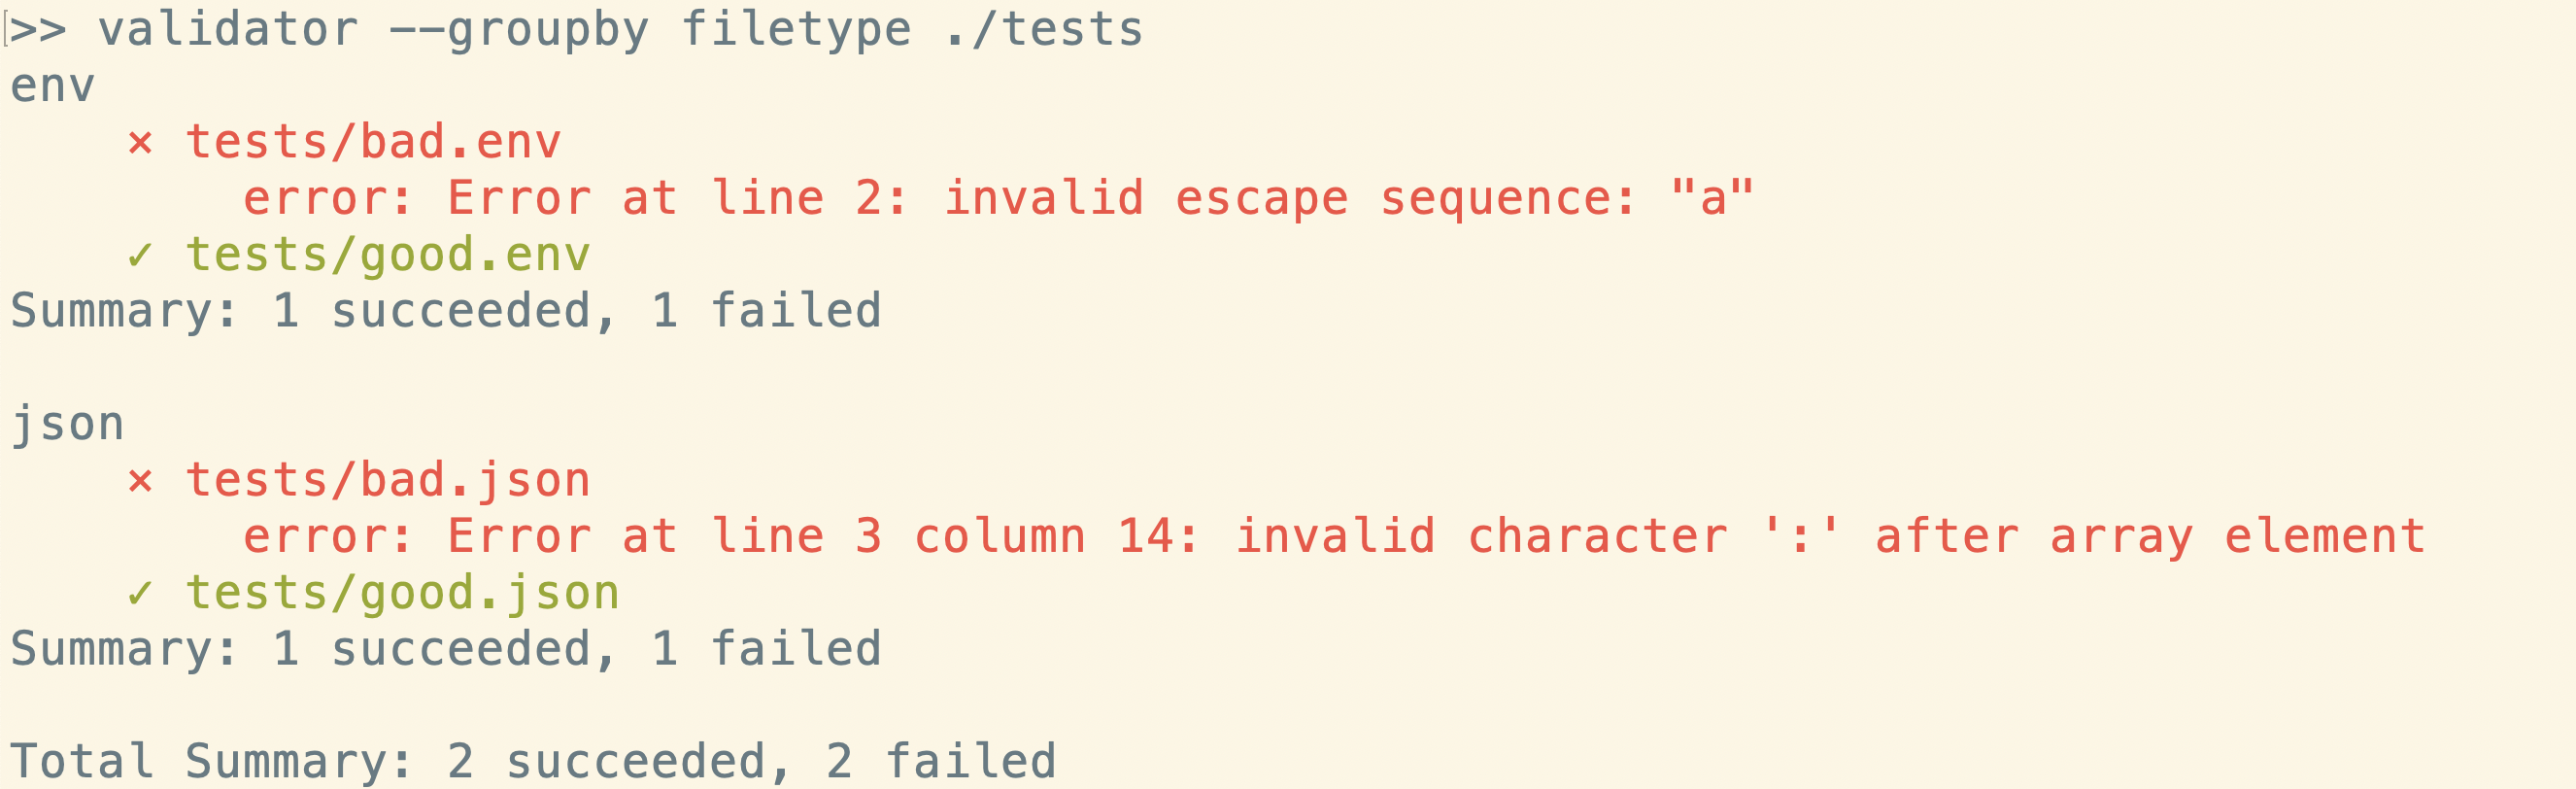 >> validator --groupby filetype ./tests
env
    × tests/bad.env
        error: Error at line 2: invalid escape sequence: "a"
    ✓ tests/good.env
Summary: 1 succeeded, 1 failed

json
    × tests/bad.json
        error: Error at line 3 column 14: invalid character ':' after array element
    ✓ tests/good.json
Summary: 1 succeeded, 1 failed

Total Summary: 2 succeeded, 2 failed